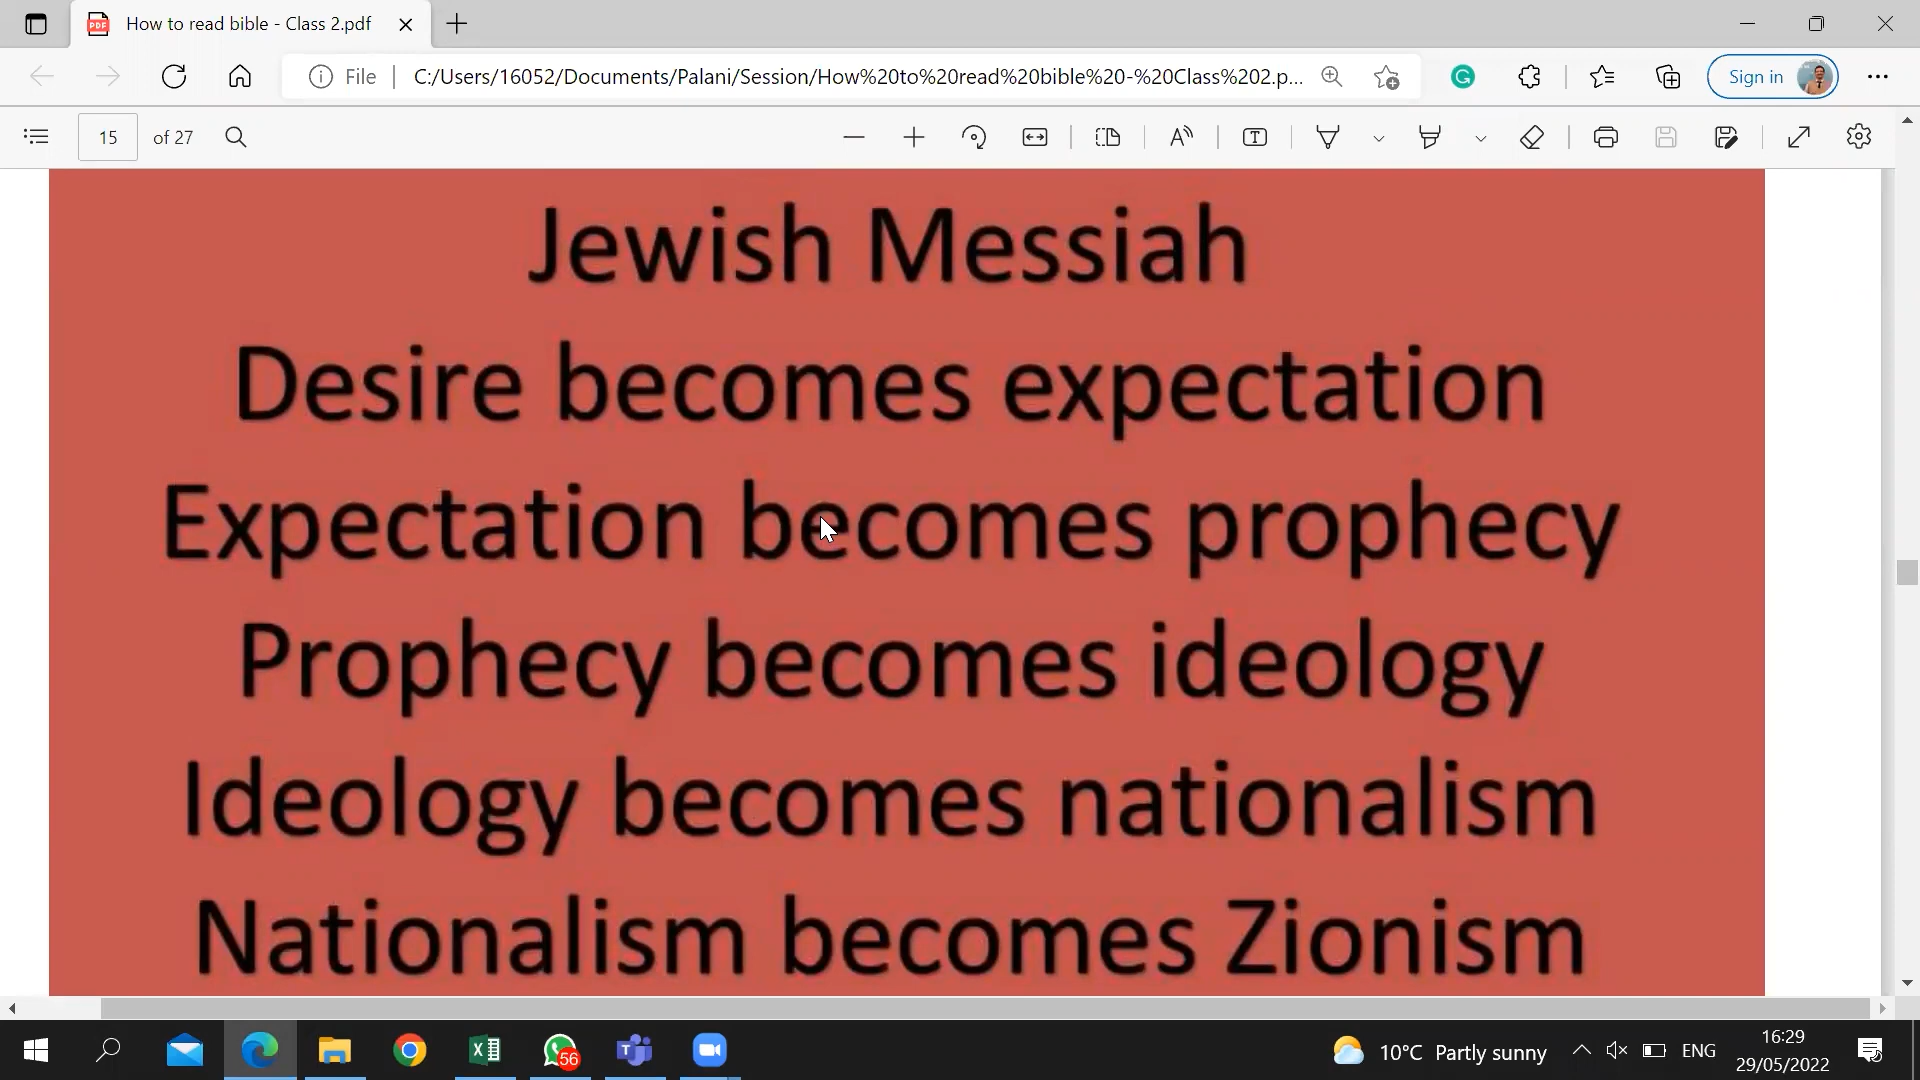 How to read bible - Class 2.pdf
File
C:/Users/16052/Documents/Palani/Session/How%20to%20read%20bible%20-%20Class%202.p...
Sign in
15 of 27
Jewish Messiah
Desire becomes expectation
Expectation becomes prophecy
Prophecy becomes ideology
Ideology becomes nationalism
Nationalism becomes Zionism
56
10°C Partly sunny
ENG
16:29
29/05/2022